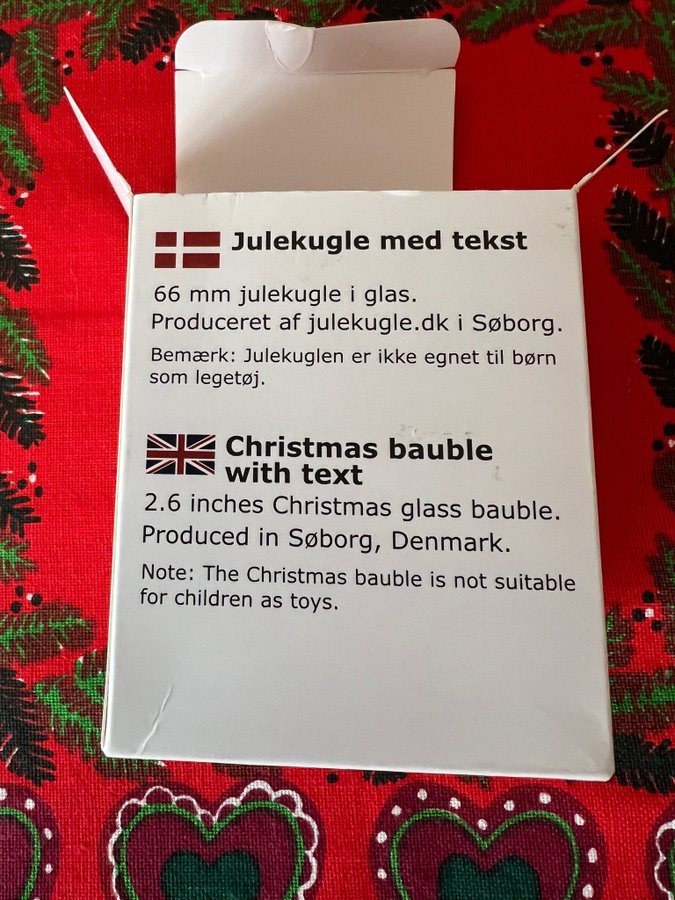 Julekugle med tekst
66 mm julekugle i glas.
Produceret af julekugle.dk i Søborg.
Bemærk: Julekuglen er ikke egnet til børn
som legetøj.
Christmas bauble
with text
2.6 inches Christmas glass bauble.
Produced in Søborg, Denmark.
Note: The Christmas bauble is not suitable
for children as toys.